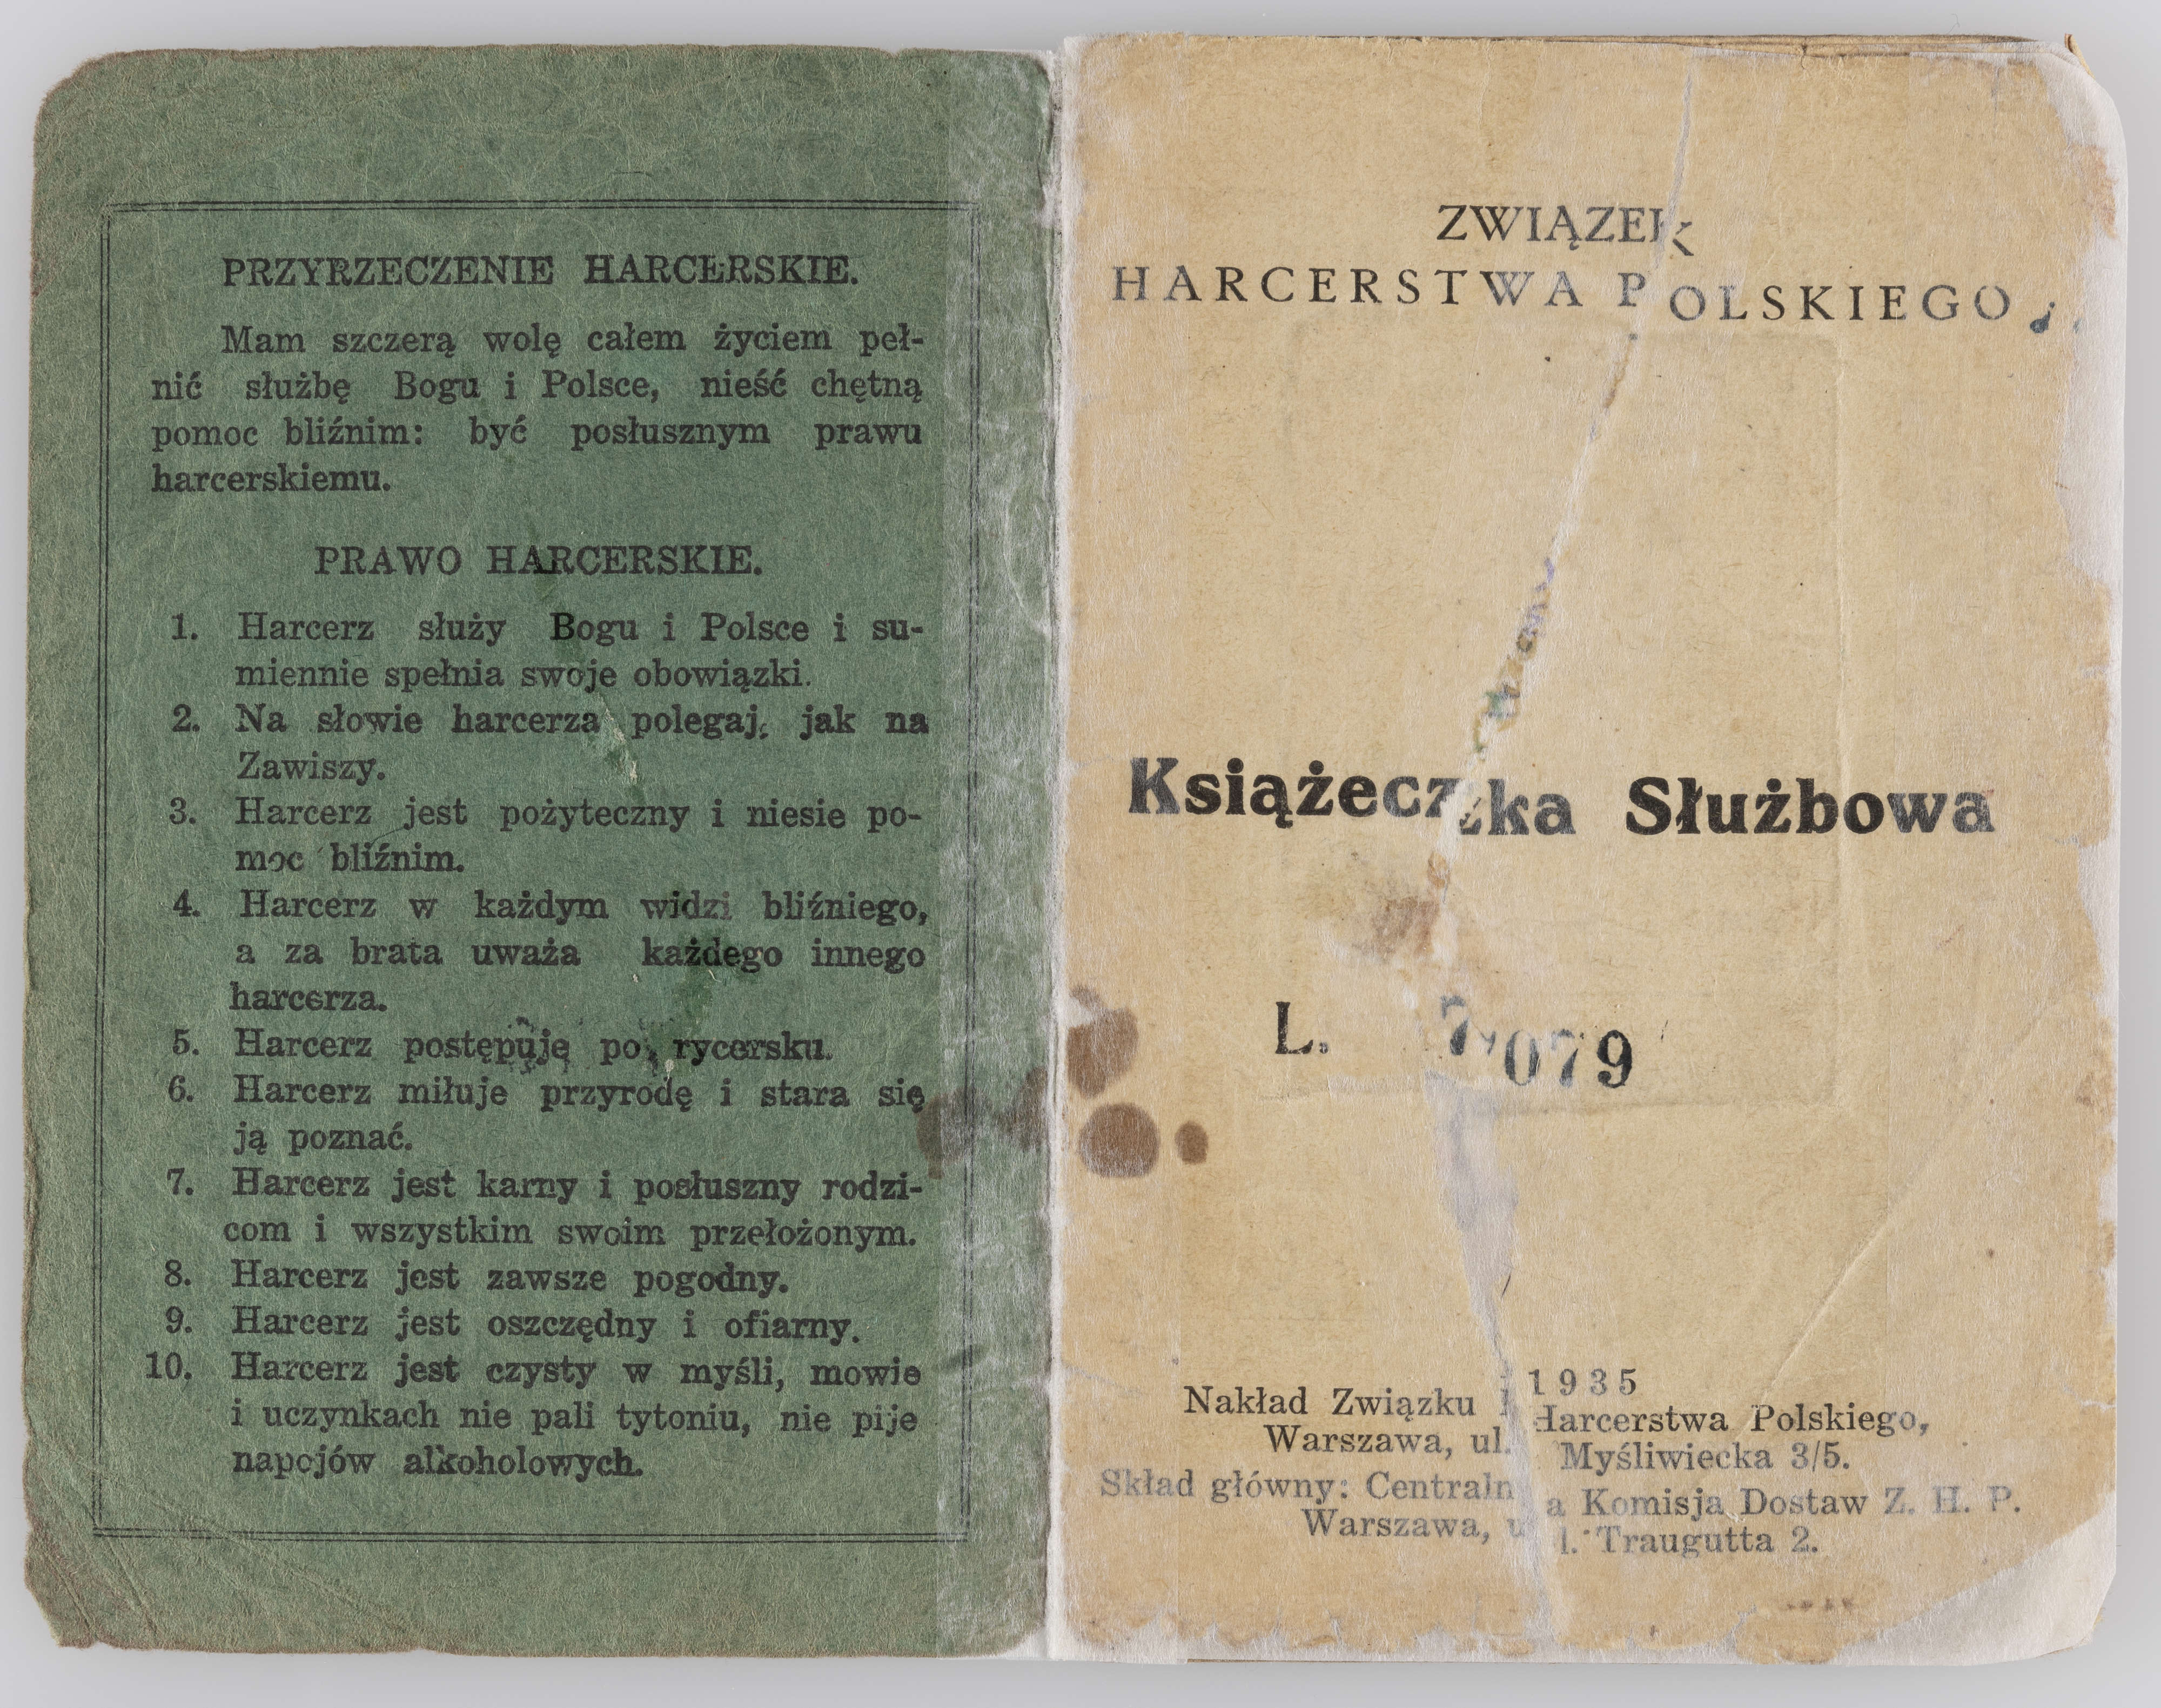 PRZYRZECZENIE HARCERSKIE.
Mam szczerą wolę całem życiem peł-
nić służbę Bogu i Polsce, nieść chętną
pomoc bliźnim: być posłusznym prawu
harcerskiemu.
PRAWO HARCERSKIE.
1. Harcerz służy Bogu i Polsce i su-
miennie spełnia swoje obowiązki.
2. Na słowie harcerza polegaj, jak na
Zawiszy.
3. Harcerz jest pożyteczny i niesie po-
moc bliźnim.
4. Harcerz w każdym widzi bliźniego,
a za brata uważa każdego innego
harcerza.
5. Harcerz postępuję po rycersku.
6. Harcerz miłuje przyrodę i stara się
ją poznać.
7. Harcerz jest karny i posłuszny rodzi-
com i wszystkim swoim przełożonym.
8. Harcerz jest zawsze pogodny.
9. Harcerz jest oszczędny i ofiarny.
10. Harcerz jest czysty w myśli, mowie
i uczynkach nie pali tytoniu, nie pije
napojów alkoholowych.
ZWIĄZEK
HARCERSTWA POLSKIEGO
Książeczka Służbowa
L. 7079
1935
Nakład Związku Harcerstwa Polskiego,
Warszawa, ul. Myśliwiecka 3/5.
Skład główny: Centralna Komisja Dostaw Z. H. P.
Warszawa, ul. Traugutta 2.